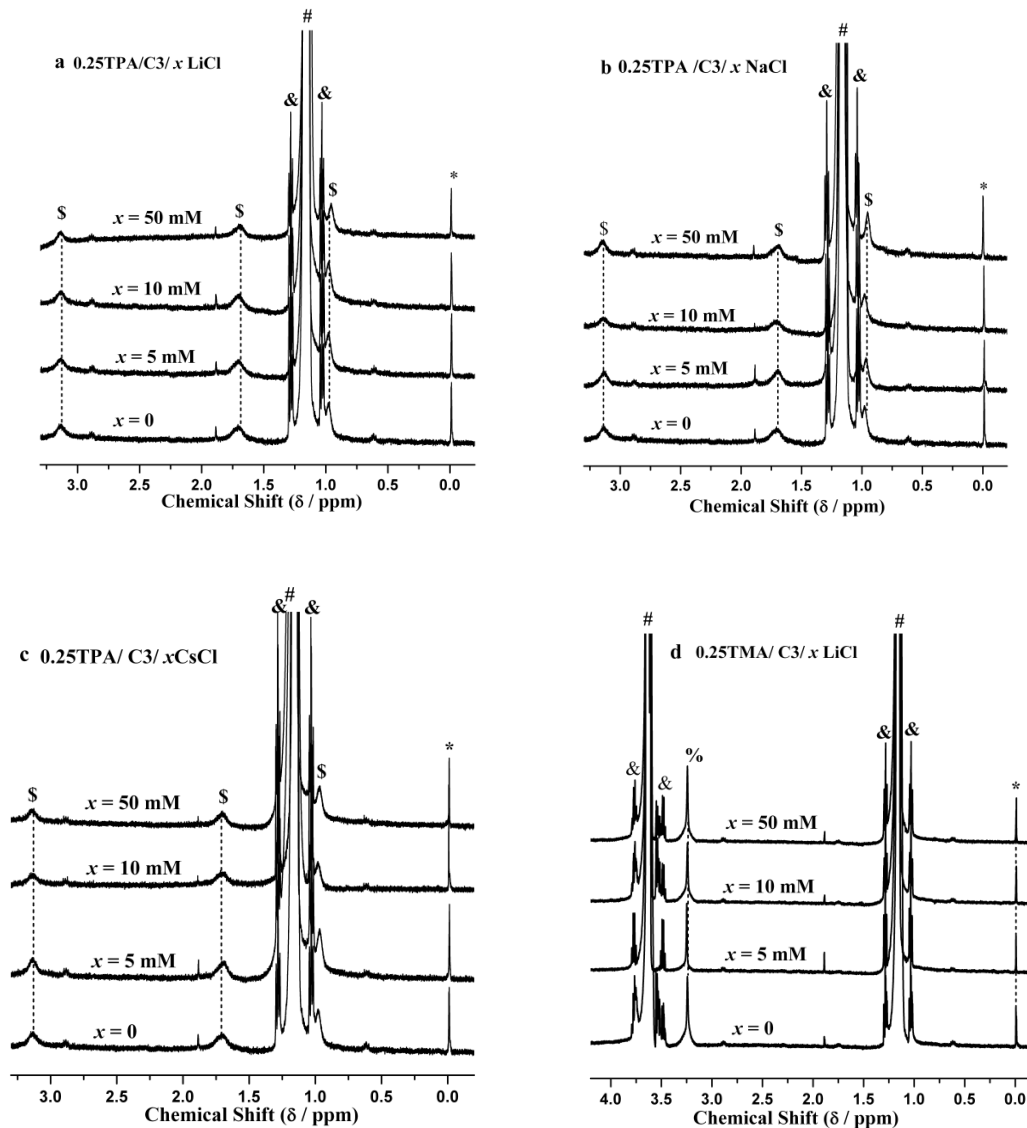 #
a 0.25TPA/C3/ x LiCl
& &
$ $ $ *
x = 50 mM
x = 10 mM
x = 5 mM
x = 0
3.0 2.5 2.0 1.5 1.0 0.5 0.0
Chemical Shift (δ / ppm)
#
b 0.25TPA /C3/ x NaCl
& &
$ $ $ *
x = 50 mM
x = 10 mM
x = 5 mM
x = 0
3.0 2.5 2.0 1.5 1.0 0.5 0.0
Chemical Shift (δ / ppm)
& # &
c 0.25TPA/ C3/ xCsCl
$ $ $ *
x = 50 mM
x = 10 mM
x = 5 mM
x = 0
3.0 2.5 2.0 1.5 1.0 0.5 0.0
Chemical Shift (δ / ppm)
# #
d 0.25TMA/ C3/ x LiCl
& & % & & *
x = 50 mM
x = 10 mM
x = 5 mM
x = 0
4.0 3.5 3.0 2.5 2.0 1.5 1.0 0.5 0.0
Chemical Shift (δ / ppm)